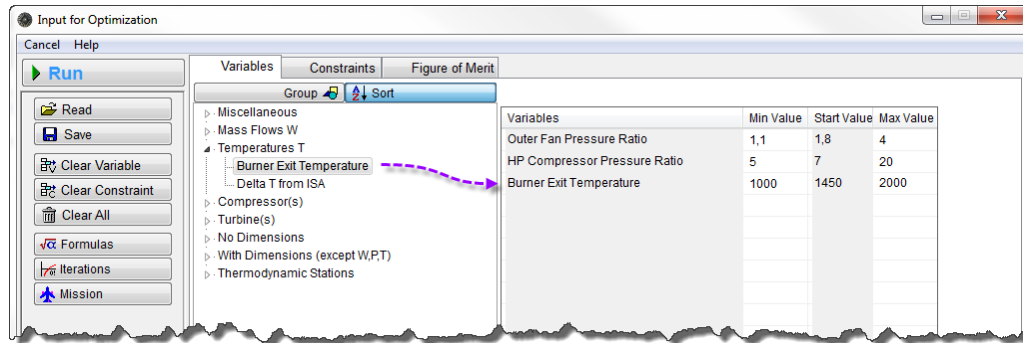 Input for Optimization
Cancel Help
Run
Variables Constraints Figure of Merit
Group Sort
Read
Save
Clear Variable
Clear Constraint
Clear All
Formulas
Iterations
Mission
Miscellaneous
Mass Flows W
Temperatures T
Burner Exit Temperature
Delta T from ISA
Compressor(s)
Turbine(s)
No Dimensions
With Dimensions (except W,P,T)
Thermodynamic Stations
Variables Min Value Start Value Max Value
Outer Fan Pressure Ratio 1,1 1,8 4
HP Compressor Pressure Ratio 5 7 20
Burner Exit Temperature 1000 1450 2000